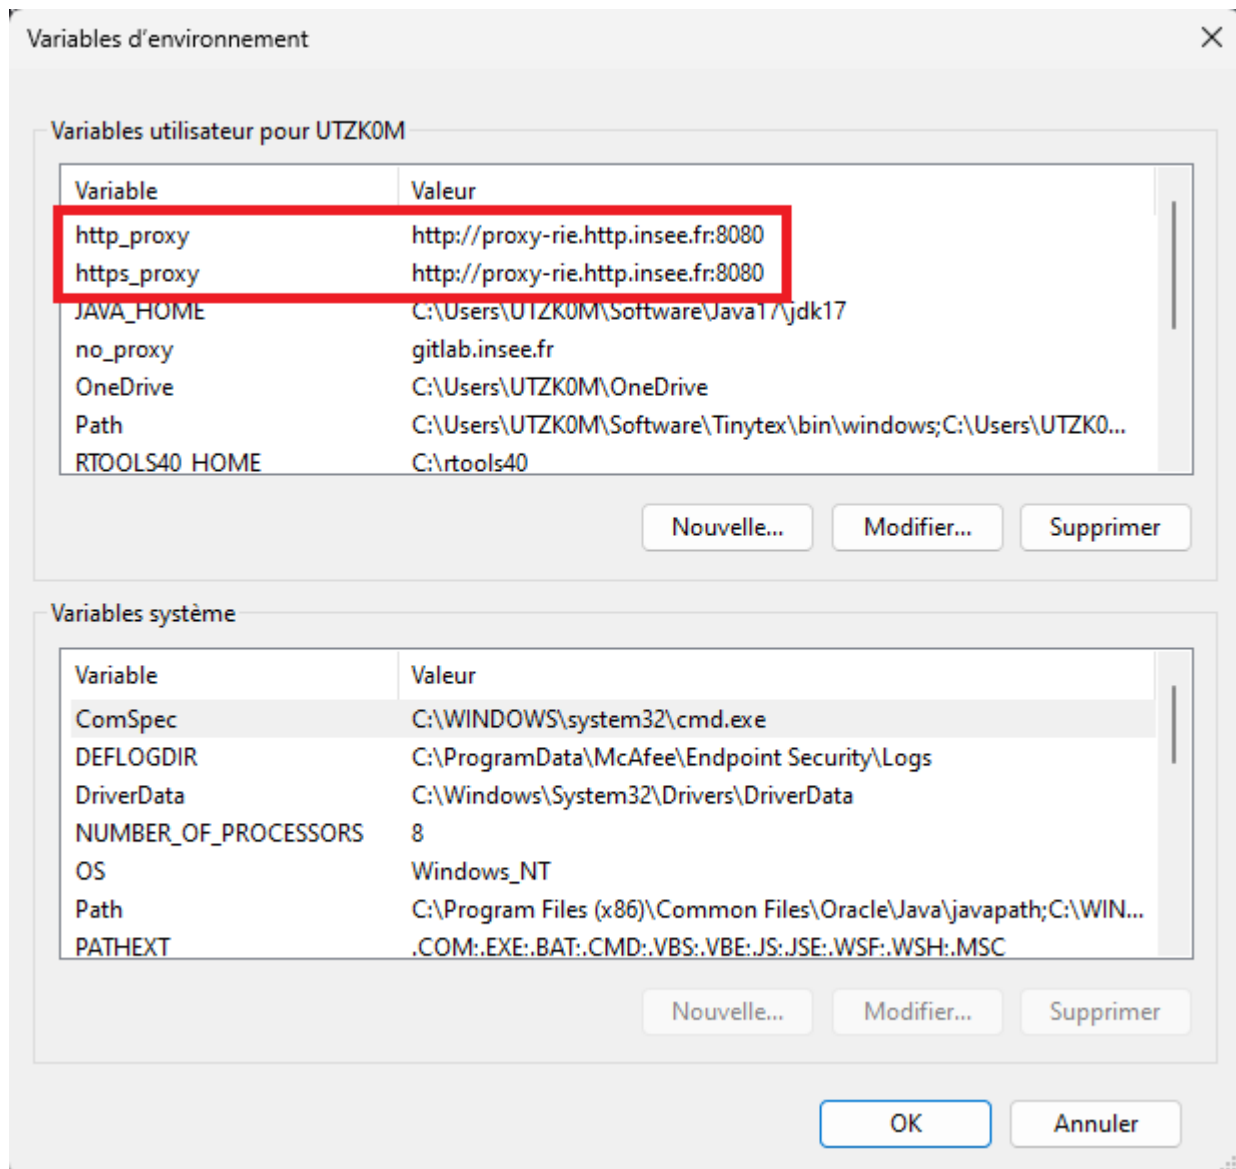 Variables d'environnement
Variables utilisateur pour UTZK0M
Variable Valeur
http_proxy http://proxy-rie.http.insee.fr:8080
https_proxy http://proxy-rie.http.insee.fr:8080
JAVA_HOME C:\Users\UTZK0M\Software\Java17\jdk17
no_proxy gitlab.insee.fr
OneDrive C:\Users\UTZK0M\OneDrive
Path C:\Users\UTZK0M\Software\Tinytex\bin\windows;C:\Users\UTZK0...
RTOOLS40_HOME C:\rtools40
Nouvelle... Modifier... Supprimer
Variables système
Variable Valeur
ComSpec C:\WINDOWS\system32\cmd.exe
DEFLOGDIR C:\ProgramData\McAfee\Endpoint Security\Logs
DriverData C:\Windows\System32\Drivers\DriverData
NUMBER_OF_PROCESSORS 8
OS Windows_NT
Path C:\Program Files (x86)\Common Files\Oracle\Java\javapath;C:\WIN...
PATHEXT .COM;.EXE;.BAT;.CMD;.VBS;.VBE;.JS;.JSE;.WSF;.WSH;.MSC
Nouvelle... Modifier... Supprimer
OK Annuler